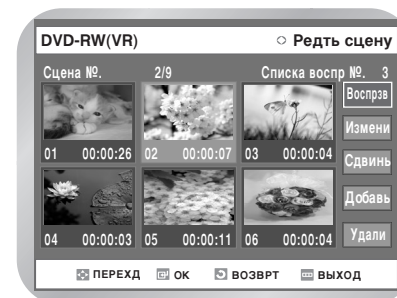 DVD-RW(VR) Редть сцену
Сцена №. 2/9 Списка воспр №. 3
Воспрзв
01 00:00:26 02 00:00:07 03 00:00:04
Измени
Сдвинь
Добавь
04 00:00:03 05 00:00:11 06 00:00:04
Удали
ПЕРЕХД OK ВОЗВРТ ВЫХОД